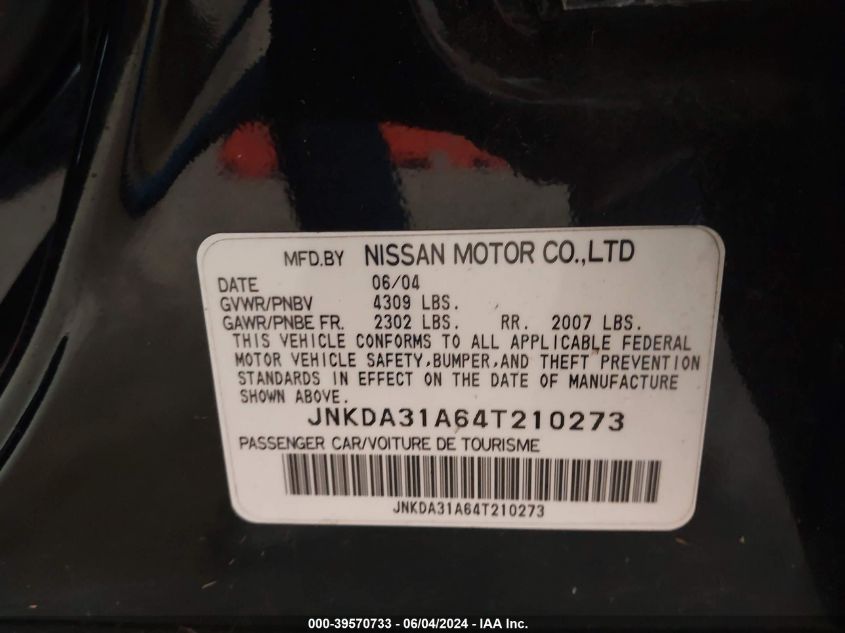 MFD.BY NISSAN MOTOR CO.,LTD
DATE 06/04
GVWR/PNBV 4309 LBS.
GAWR/PNBE FR. 2302 LBS. RR. 2007 LBS.
THIS VEHICLE CONFORMS TO ALL APPLICABLE FEDERAL
MOTOR VEHICLE SAFETY,BUMPER,AND THEFT PREVENTION
STANDARDS IN EFFECT ON THE DATE OF MANUFACTURE
SHOWN ABOVE.
JNKDA31A64T210273
PASSENGER CAR/VOITURE DE TOURISME
JNKDA31A64T210273
000-39570733 - 06/04/2024 - IAA Inc.